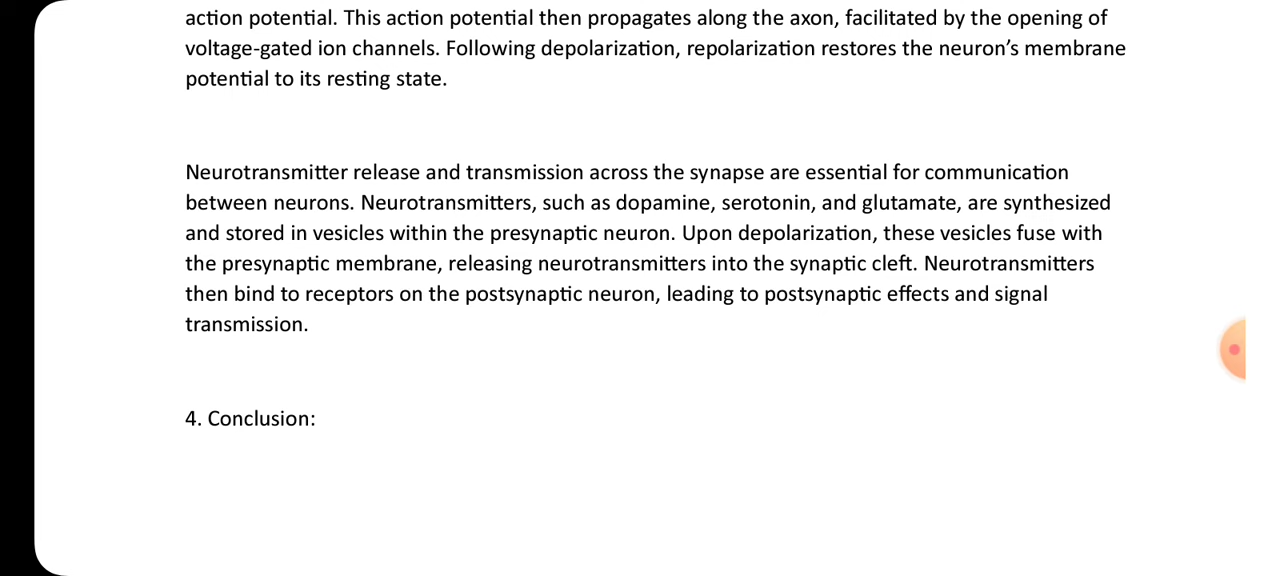 action potential. This action potential then propagates along the axon, facilitated by the opening of
voltage-gated ion channels. Following depolarization, repolarization restores the neuron’s membrane
potential to its resting state.
Neurotransmitter release and transmission across the synapse are essential for communication
between neurons. Neurotransmitters, such as dopamine, serotonin, and glutamate, are synthesized
and stored in vesicles within the presynaptic neuron. Upon depolarization, these vesicles fuse with
the presynaptic membrane, releasing neurotransmitters into the synaptic cleft. Neurotransmitters
then bind to receptors on the postsynaptic neuron, leading to postsynaptic effects and signal
transmission.
4. Conclusion: